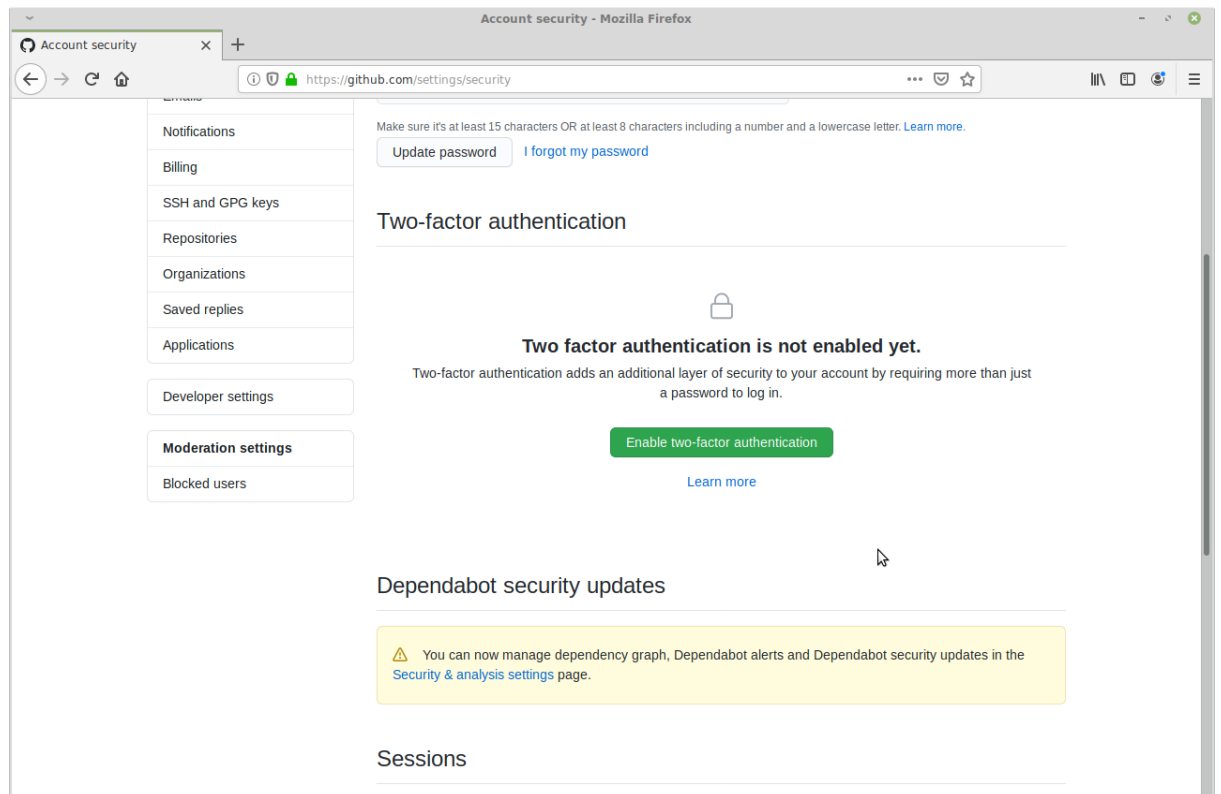 Account security - Mozilla Firefox
Account security
https://github.com/settings/security
Emails
Notifications
Billing
SSH and GPG keys
Repositories
Organizations
Saved replies
Applications
Developer settings
Moderation settings
Blocked users
Make sure it's at least 15 characters OR at least 8 characters including a number and a lowercase letter. Learn more.
Update password I forgot my password
Two-factor authentication
Two factor authentication is not enabled yet.
Two-factor authentication adds an additional layer of security to your account by requiring more than just
a password to log in.
Enable two-factor authentication
Learn more
Dependabot security updates
You can now manage dependency graph, Dependabot alerts and Dependabot security updates in the
Security & analysis settings page.
Sessions